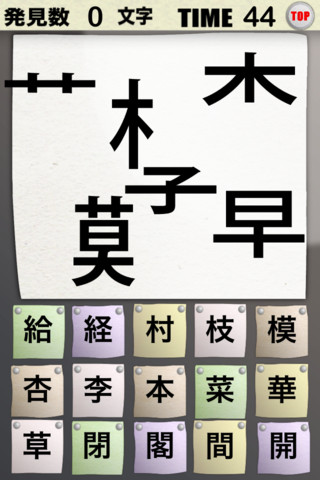 発見数 0 文字 TIME 44 TOP
艹 木 木
子
莫 早
給 経 村 枝 模
杏 李 本 菜 華
草 閉 閣 間 開